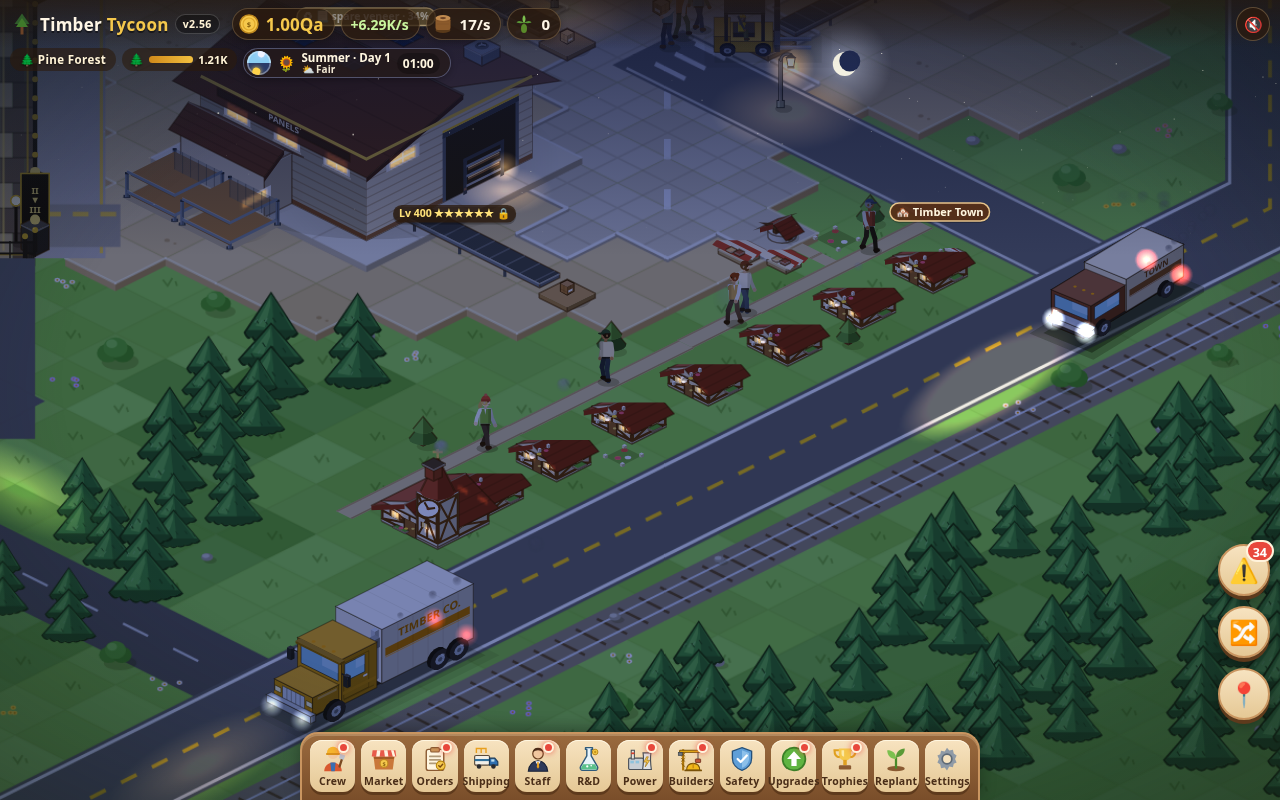 Timber Tycoon v2.56
1.00Qa
+6.29K/s
17/s
0
Pine Forest
1.21K
Summer · Day 1
Fair
01:00
PANELS
II
III
Lv 400 ★★★★★★
Timber Town
TOWN
TIMBER CO.
34
Crew
Market
Orders
Shipping
Staff
R&D
Power
Builders
Safety
Upgrades
Trophies
Replant
Settings